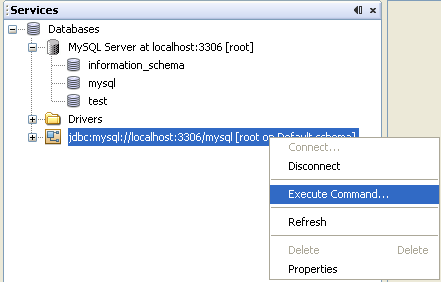 Services
Databases
MySQL Server at localhost:3306 [root]
information_schema
mysql
test
Drivers
jdbc:mysql://localhost:3306/mysql [root on Default schema]
Connect...
Disconnect
Execute Command...
Refresh
Delete Delete
Properties